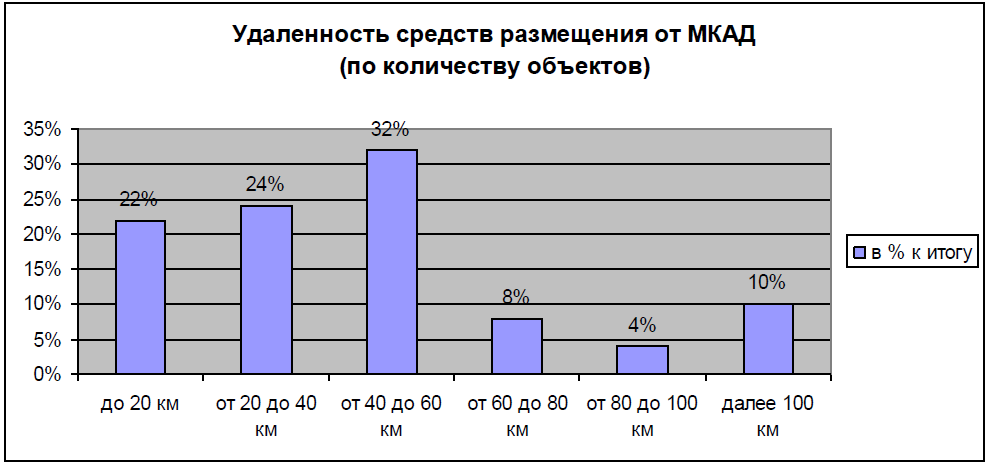 Удаленность средств размещения от МКАД
(по количеству объектов)
35%
30%
25%
20%
15%
10%
5%
0%
22%
24%
32%
8%
4%
10%
до 20 км
от 20 до 40
км
от 40 до 60
км
от 60 до 80
км
от 80 до 100
км
далее 100
км
в % к итогу